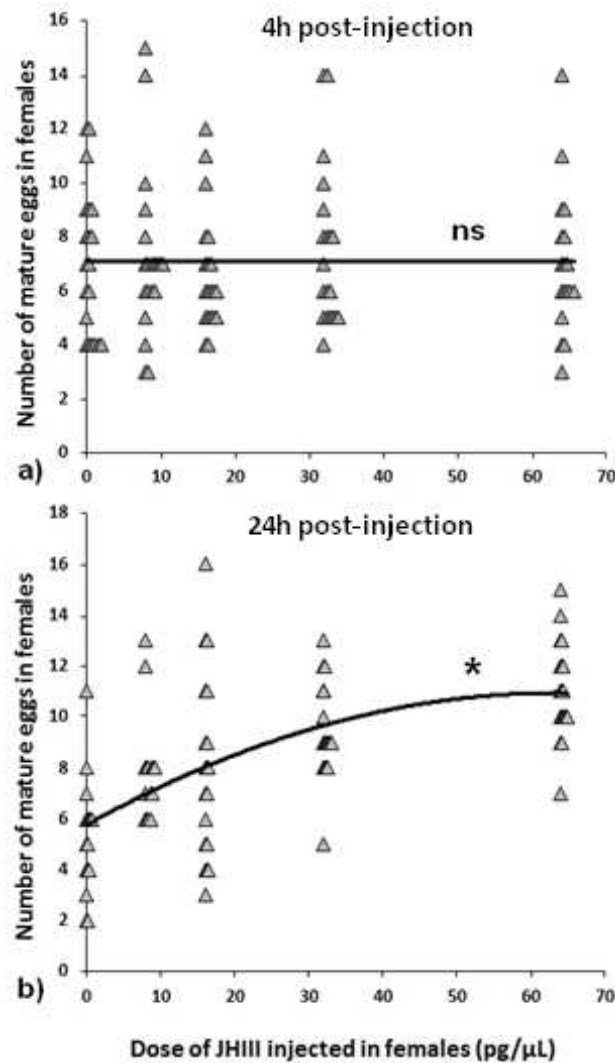 4h post-injection
Number of mature eggs in females
16
14
12
10
8
6
4
2
0
ns
0 10 20 30 40 50 60 70
a)
24h post-injection
Number of mature eggs in females
18
16
14
12
10
8
6
4
2
0
*
0 10 20 30 40 50 60 70
b)
Dose of JHIII injected in females (pg/µL)